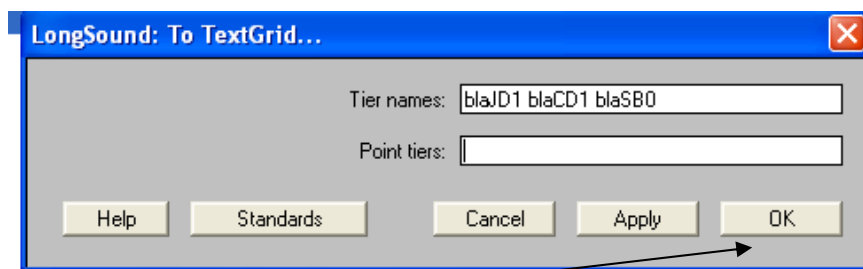 LongSound: To TextGrid...
Tier names: blaJD1 blaCD1 blaSB0
Point tiers:
Help Standards Cancel Apply OK